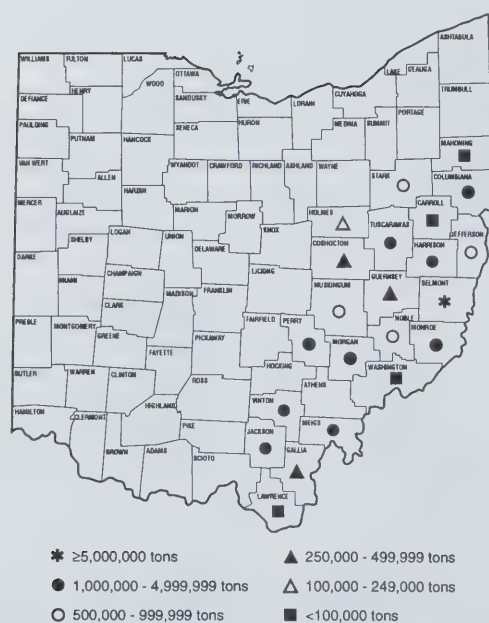 ASHTABULA
WILLIAMS FULTON LUCAS
LAKE GEAUGA
OTTAWA
WOOD
HENRY
CUYAHOGA
TRUMBULL
DEFIANCE
SANDUSKY ERIE LORAIN
PORTAGE
PAULDING
SENECA HURON MEDINA SUMMIT
MAHONING
PUTNAM HANCOCK
VAN WERT
WYANDOT CRAWFORD RICHLAND ASHLAND WAYNE
STARK
COLUMBIANA
ALLEN
HARDIN
CARROLL
MERCER
AUGLAIZE
MARION
MORROW
HOLMES
TUSCARAWAS
JEFFERSON
LOGAN UNION
KNOX
COSHOCTON
HARRISON
SHELBY
DELAWARE
DARKE
LICKING
GUERNSEY
BELMONT
MIAMI
CHAMPAIGN
MADISON FRANKLIN
MUSKINGUM
CLARK
NOBLE
PREBLE MONTGOMERY
FAIRFIELD PERRY
MONROE
GREENE
PICKAWAY
MORGAN
FAYETTE
HOCKING
WASHINGTON
BUTLER WARREN CLINTON
ROSS
ATHENS
VINTON
HAMILTON CLERMONT
HIGHLAND
MEIGS
PIKE
JACKSON
GALLIA
BROWN ADAMS SCIOTO
LAWRENCE
≥5,000,000 tons
250,000 - 499,999 tons
1,000,000 - 4,999,999 tons
100,000 - 249,000 tons
500,000 - 999,999 tons
<100,000 tons